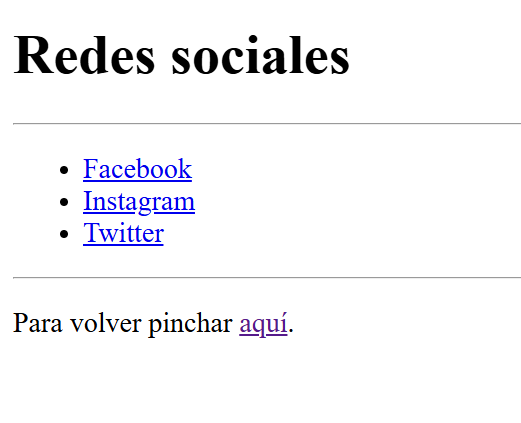 Redes sociales
Facebook
Instagram
Twitter
Para volver pinchar aquí.